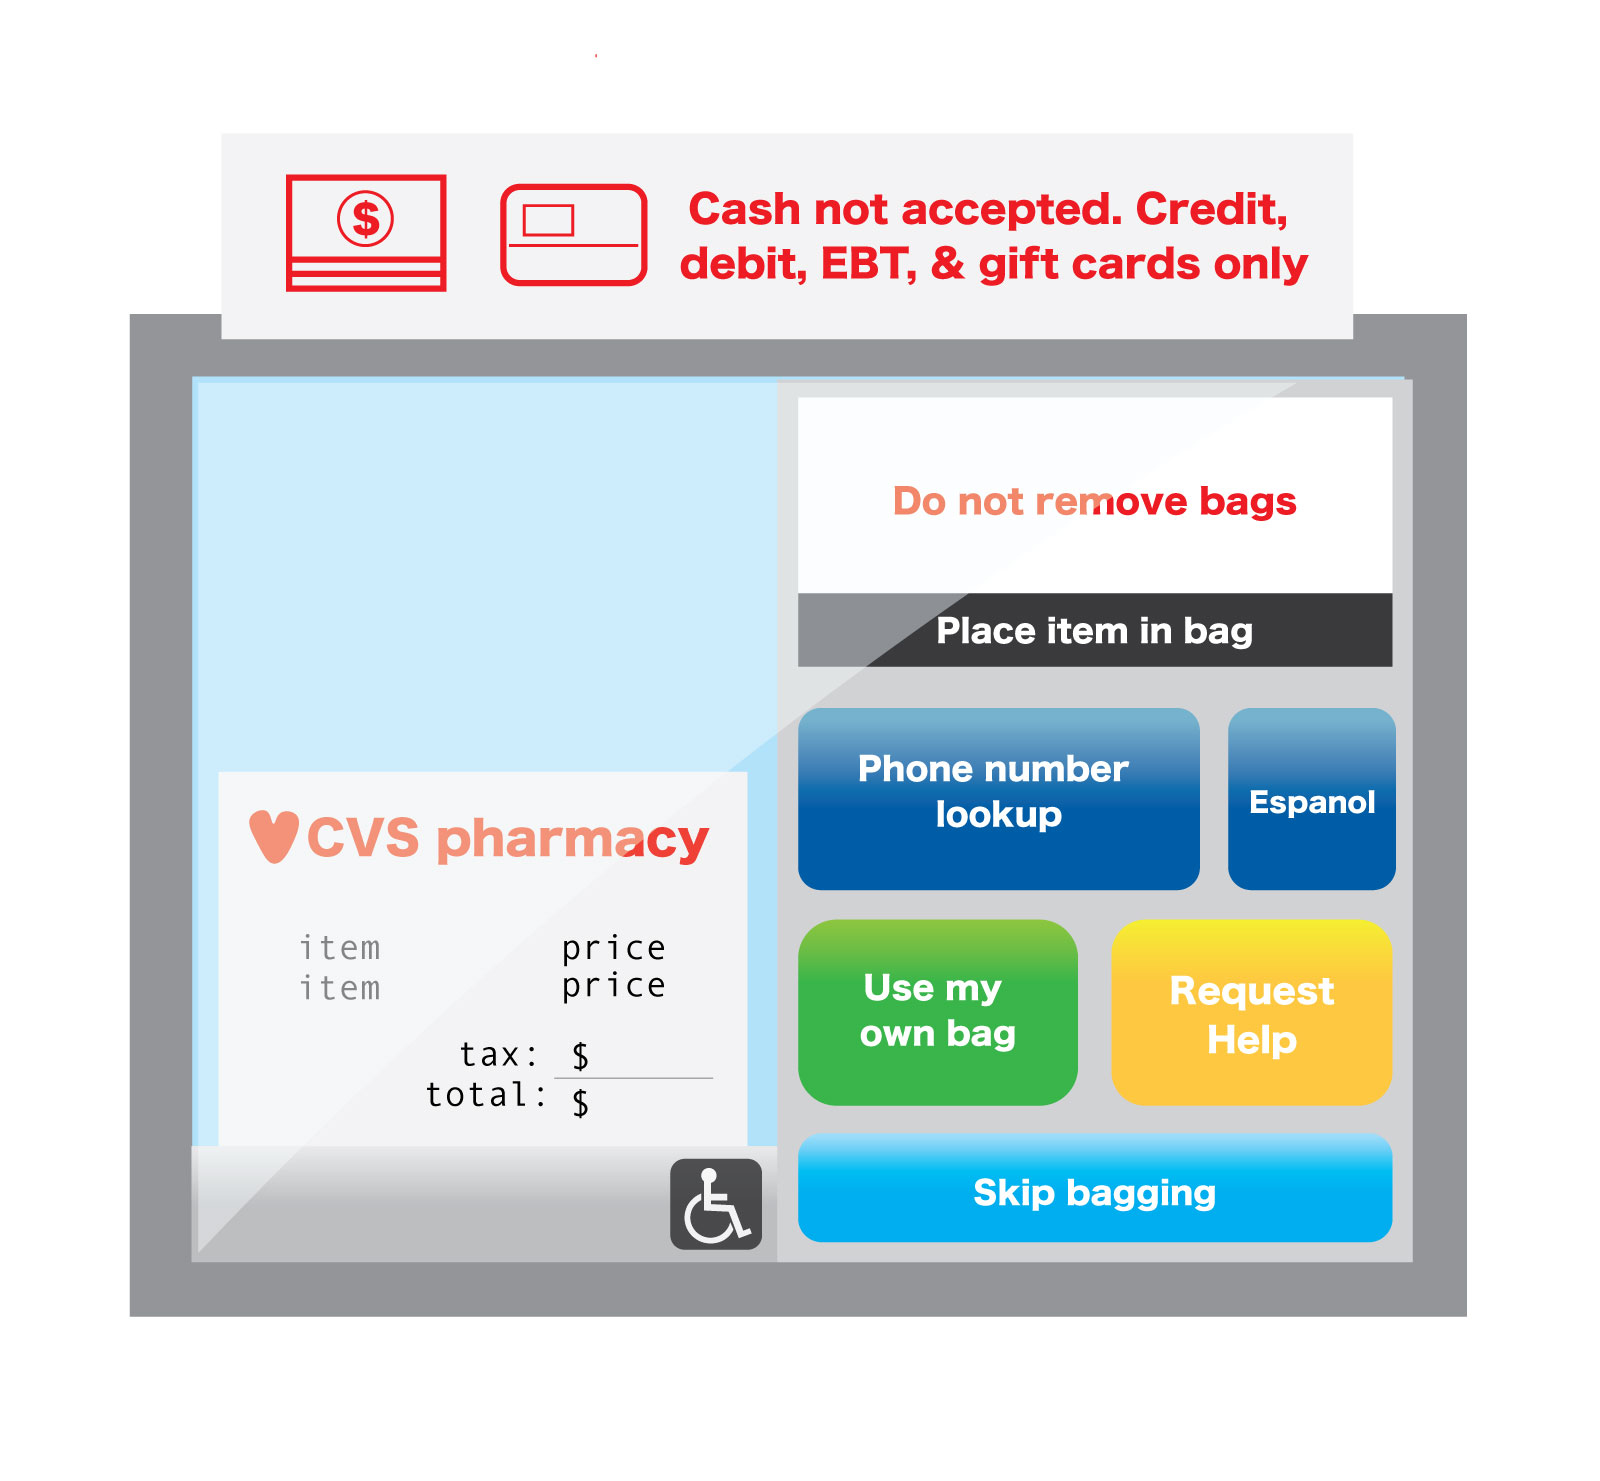 $
Cash not accepted. Credit,
debit, EBT, & gift cards only
Do not remove bags
Place item in bag
Phone number
lookup
Espanol
Use my
own bag
Request
Help
Skip bagging
CVS pharmacy
item price
item price
tax: $
total: $